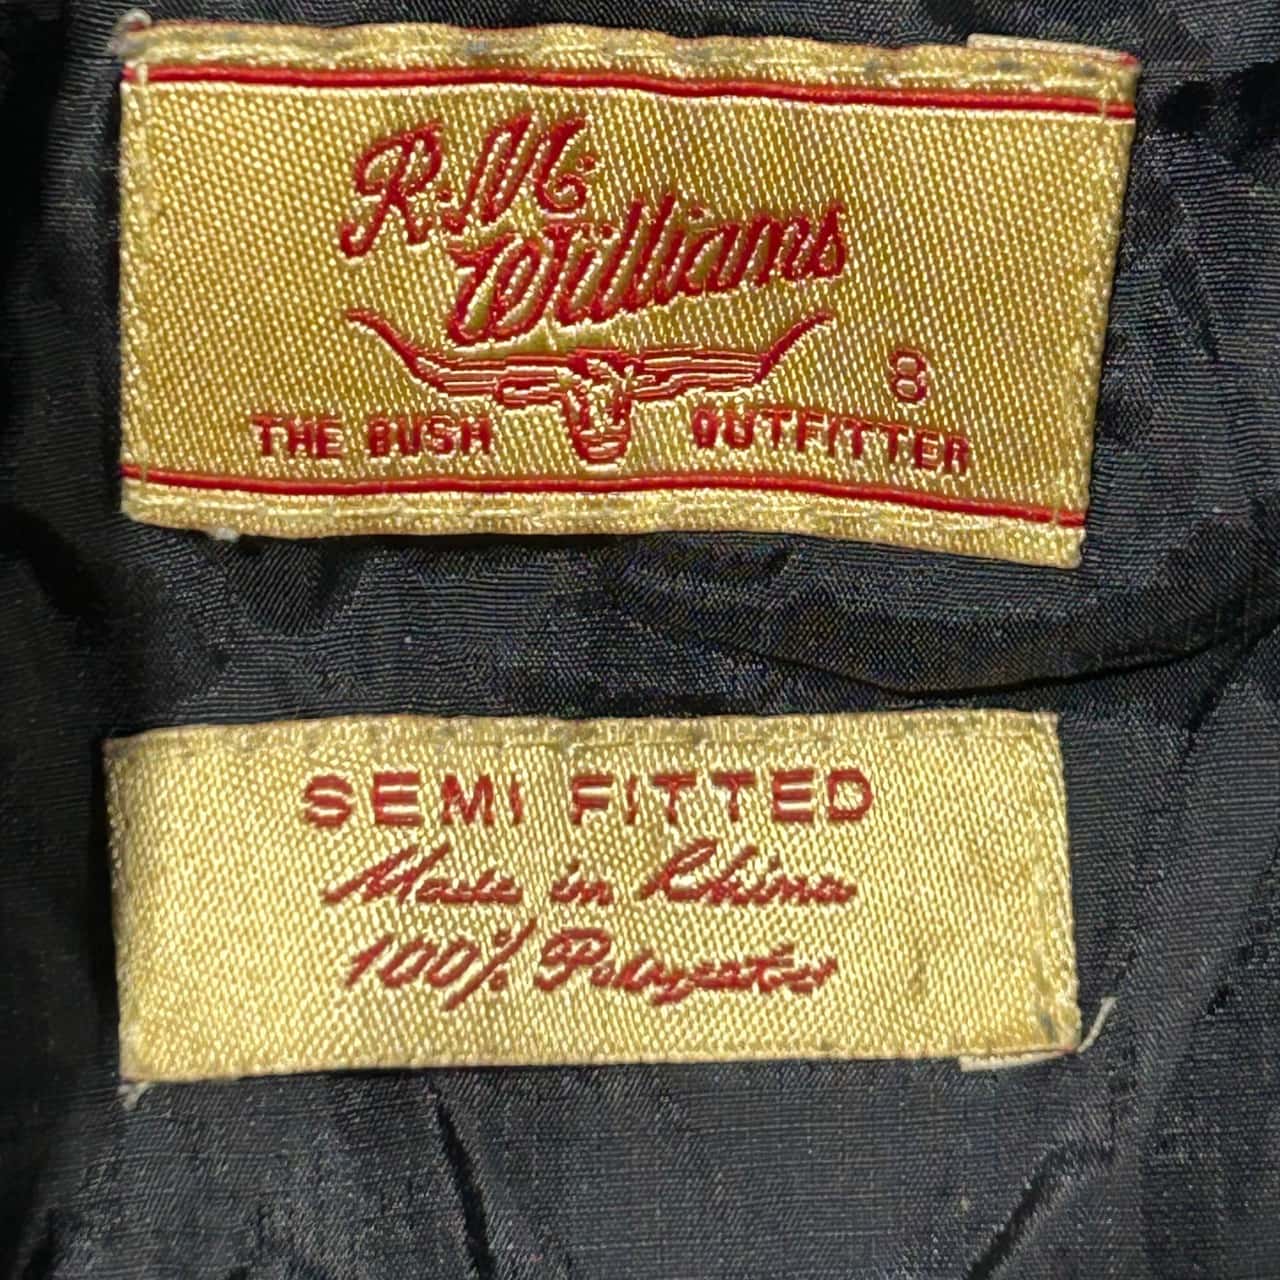 R.M.
Williams
8
THE BUSH OUTFITTER
SEMI FITTED
Made in China
100% Polyester